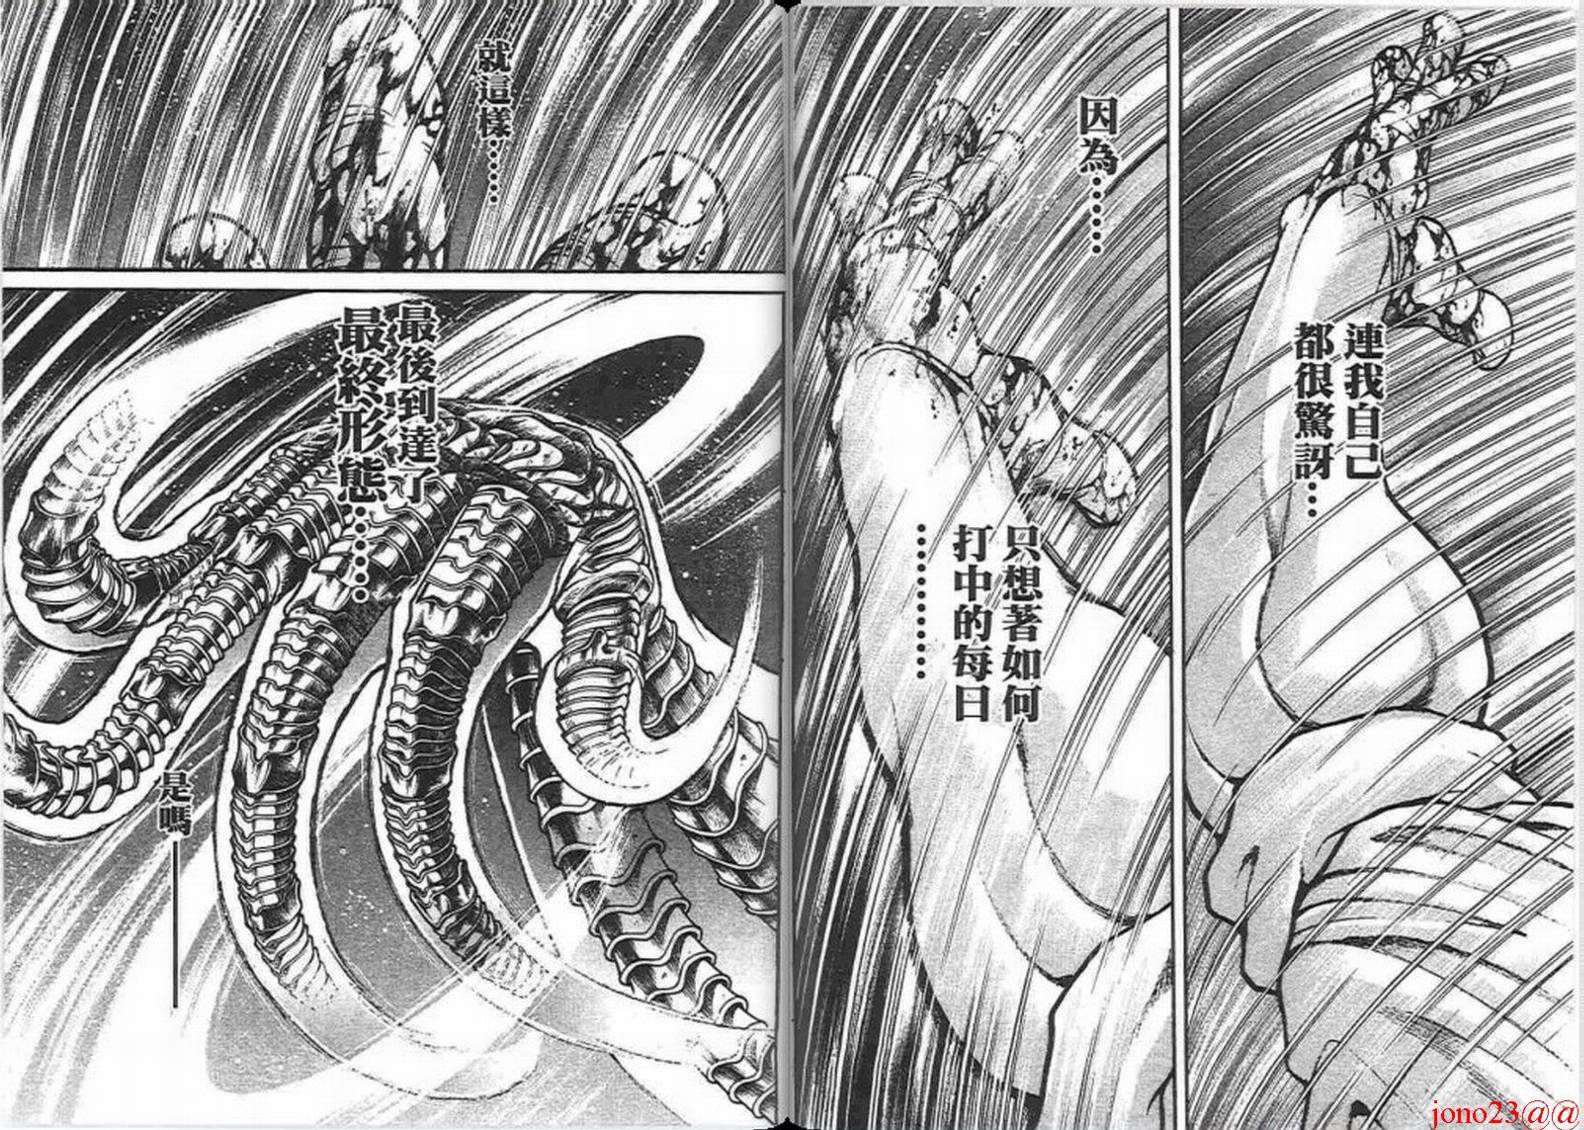 連我自己
都很驚訝…
因為……
只想著如何
打中的每日
…………
就這樣……
最後到達了
最終形態……
是嗎——
jono23@@